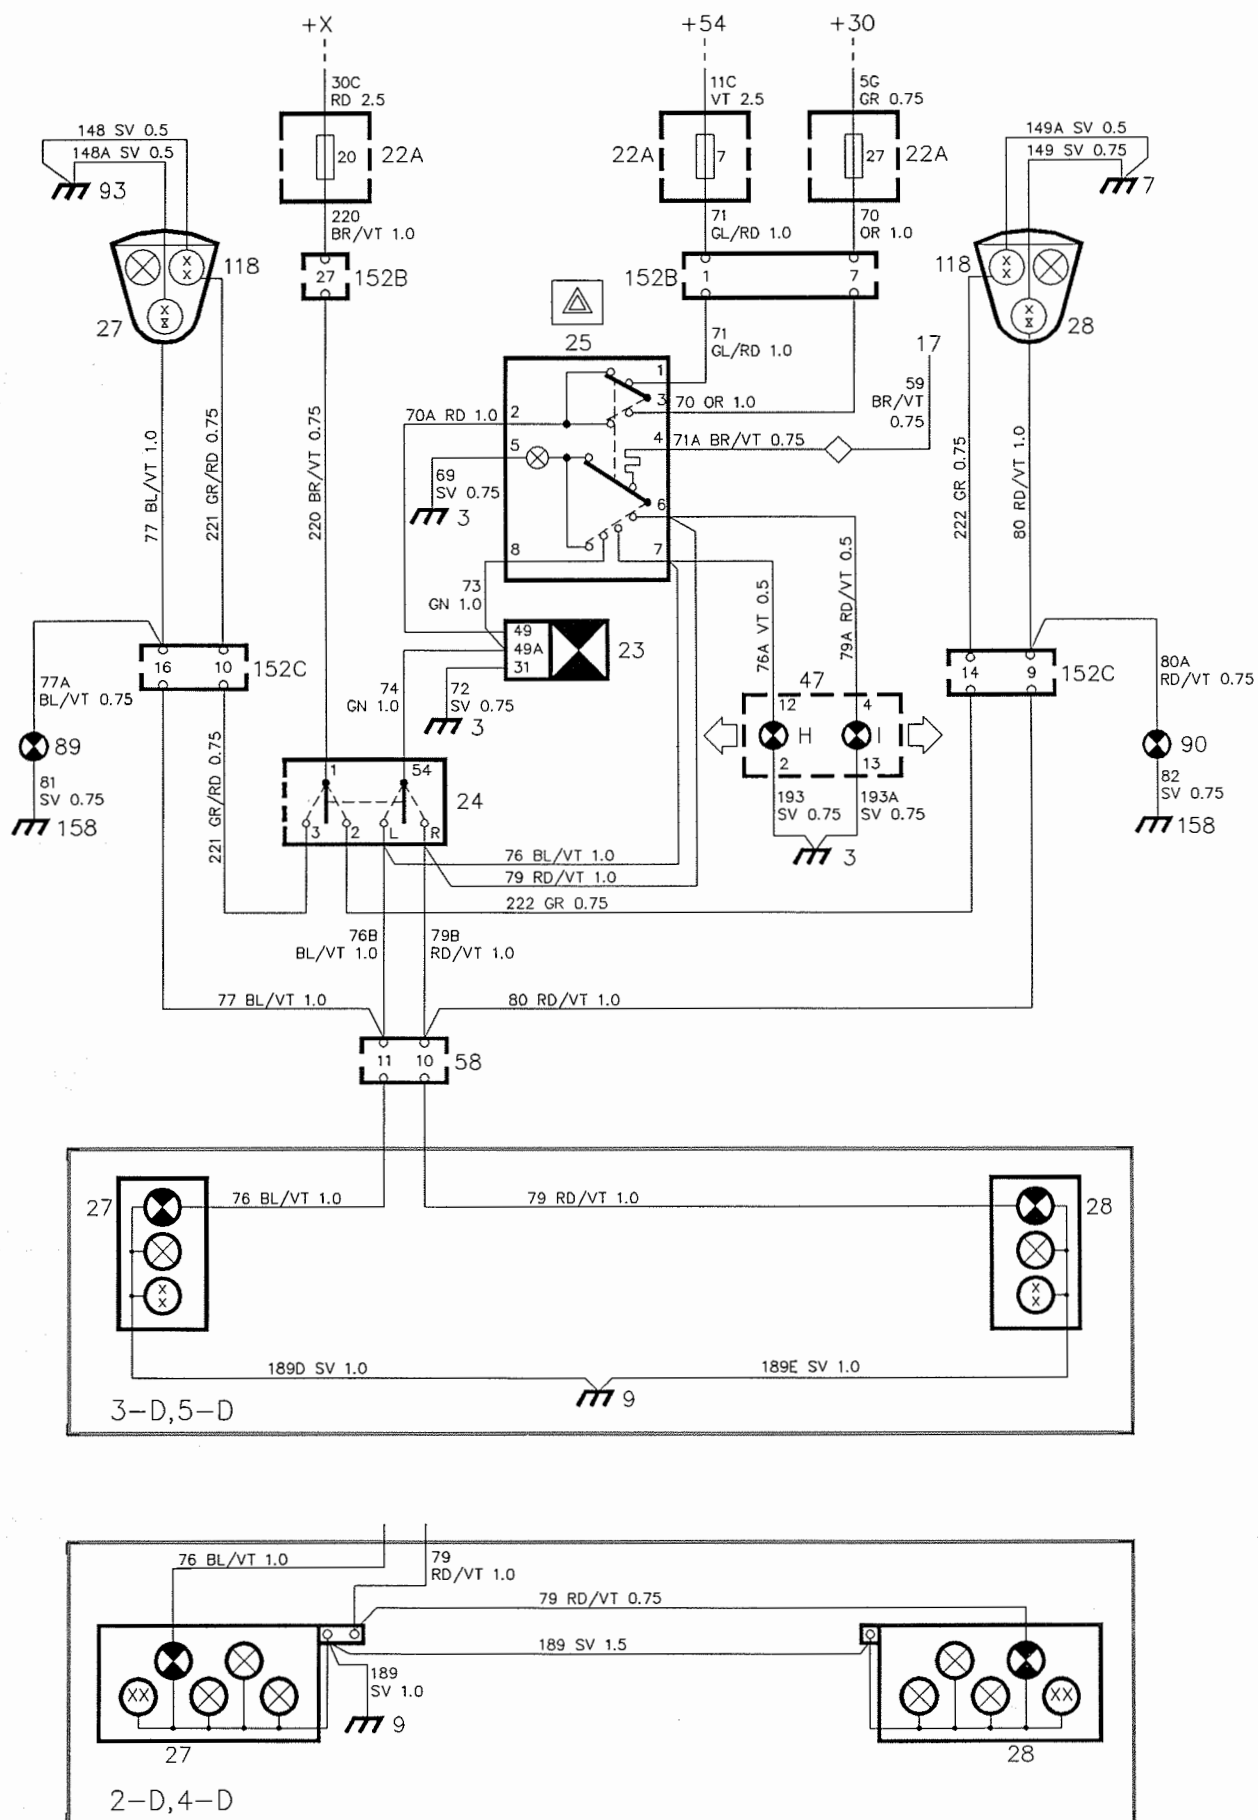 +X
+54
+30
30C
RD 2.5
11C
VT 2.5
5G
GR 0.75
148 SV 0.5
148A SV 0.5
93
20
22A
22A
7
27
22A
149A SV 0.5
149 SV 0.75
7
220
BR/VT 1.0
71
GL/RD 1.0
70
OR 1.0
X X
118
27
152B
152B
1
7
118
X X
27
28
25
71
GL/RD 1.0
17
59
BR/VT
0.75
1
3
70 OR 1.0
70A RD 1.0
2
4
71A BR/VT 0.75
5
69
SV 0.75
3
6
8
7
77 BL/VT 1.0
221 GR/RD 0.75
220 BR/VT 0.75
222 GR 0.75
80 RD/VT 1.0
73
GN 1.0
76A VT 0.5
79A RD/VT 0.5
49
49A
31
23
16
10
152C
14
9
152C
77A
BL/VT 0.75
80A
RD/VT 0.75
74
GN 1.0
72
SV 0.75
3
47
12
4
H
I
2
13
89
90
81
SV 0.75
158
82
SV 0.75
158
221 GR/RD 0.75
1
54
24
3
2
L
R
193
SV 0.75
193A
SV 0.75
3
76 BL/VT 1.0
79 RD/VT 1.0
222 GR 0.75
76B
BL/VT 1.0
79B
RD/VT 1.0
77 BL/VT 1.0
80 RD/VT 1.0
11
10
58
27
76 BL/VT 1.0
79 RD/VT 1.0
28
X X
X X
189D SV 1.0
189E SV 1.0
9
3-D,5-D
76 BL/VT 1.0
79
RD/VT 1.0
79 RD/VT 0.75
189 SV 1.5
189
SV 1.0
9
XX
XX
27
28
2-D,4-D